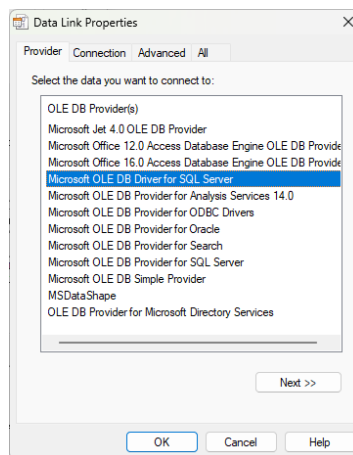 Data Link Properties
Provider Connection Advanced All
Select the data you want to connect to:
OLE DB Provider(s)
Microsoft Jet 4.0 OLE DB Provider
Microsoft Office 12.0 Access Database Engine OLE DB Provide
Microsoft Office 16.0 Access Database Engine OLE DB Provide
Microsoft OLE DB Driver for SQL Server
Microsoft OLE DB Provider for Analysis Services 14.0
Microsoft OLE DB Provider for ODBC Drivers
Microsoft OLE DB Provider for Oracle
Microsoft OLE DB Provider for Search
Microsoft OLE DB Provider for SQL Server
Microsoft OLE DB Simple Provider
MSDataShape
OLE DB Provider for Microsoft Directory Services
Next >>
OK Cancel Help